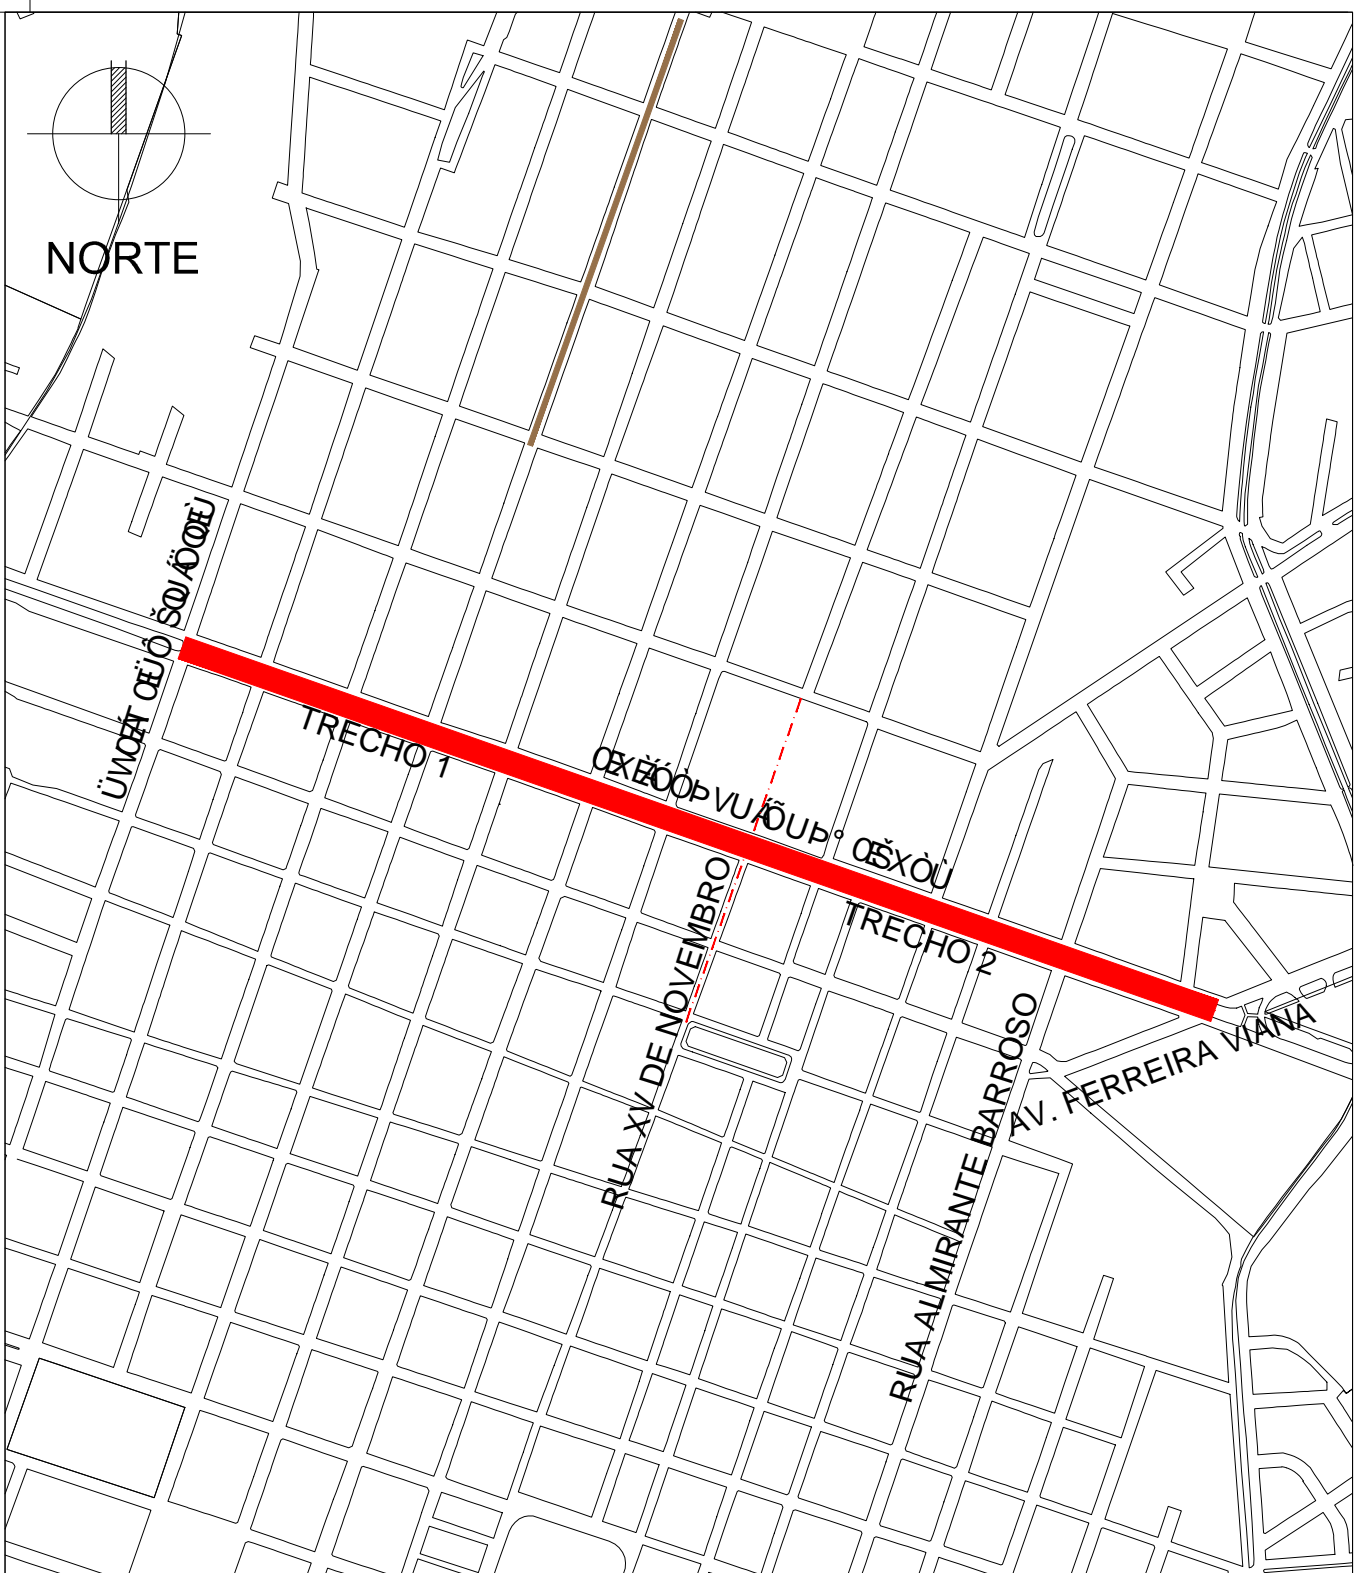 NORTE
TRECHO 1
TRECHO 2
RUA XV DE NOVEMBRO
RUA ALMIRANTE BARROSO
AV. FERREIRA VIANA